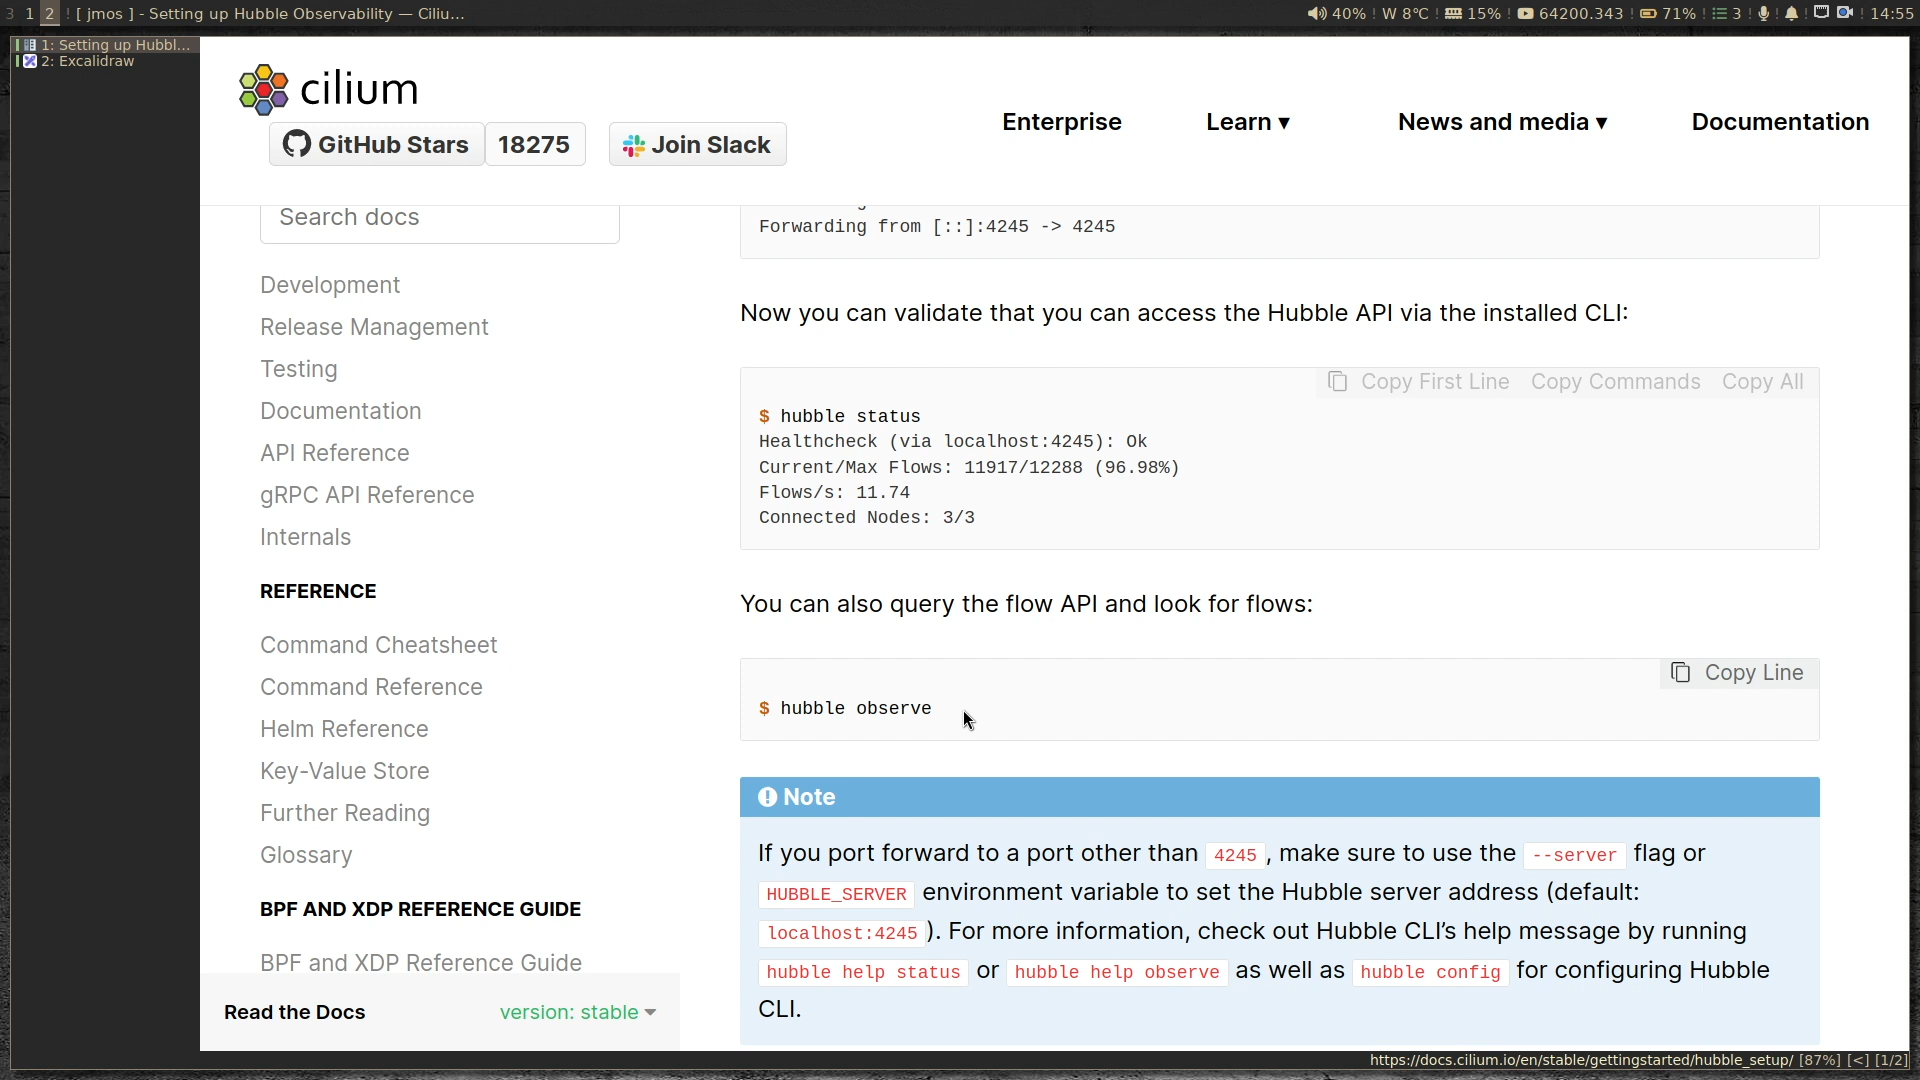 3 1 2 [ jmos ] - Setting up Hubble Observability — Ciliu...
40% W 8°C 15% 64200.343 71% 3 14:55
1: Setting up Hubbl...
2: Excalidraw
cilium
GitHub Stars 18275 Join Slack
Enterprise Learn ▾ News and media ▾ Documentation
Search docs
Development
Release Management
Testing
Documentation
API Reference
gRPC API Reference
Internals
REFERENCE
Command Cheatsheet
Command Reference
Helm Reference
Key-Value Store
Further Reading
Glossary
BPF AND XDP REFERENCE GUIDE
BPF and XDP Reference Guide
Read the Docs version: stable
Forwarding from [::]:4245 -> 4245
Now you can validate that you can access the Hubble API via the installed CLI:
Copy First Line Copy Commands Copy All
$ hubble status
Healthcheck (via localhost:4245): Ok
Current/Max Flows: 11917/12288 (96.98%)
Flows/s: 11.74
Connected Nodes: 3/3
You can also query the flow API and look for flows:
Copy Line
$ hubble observe
Note
If you port forward to a port other than 4245, make sure to use the --server flag or
HUBBLE_SERVER environment variable to set the Hubble server address (default:
localhost:4245). For more information, check out Hubble CLI’s help message by running
hubble help status or hubble help observe as well as hubble config for configuring Hubble
CLI.
https://docs.cilium.io/en/stable/gettingstarted/hubble_setup/ [87%] [<] [1/2]